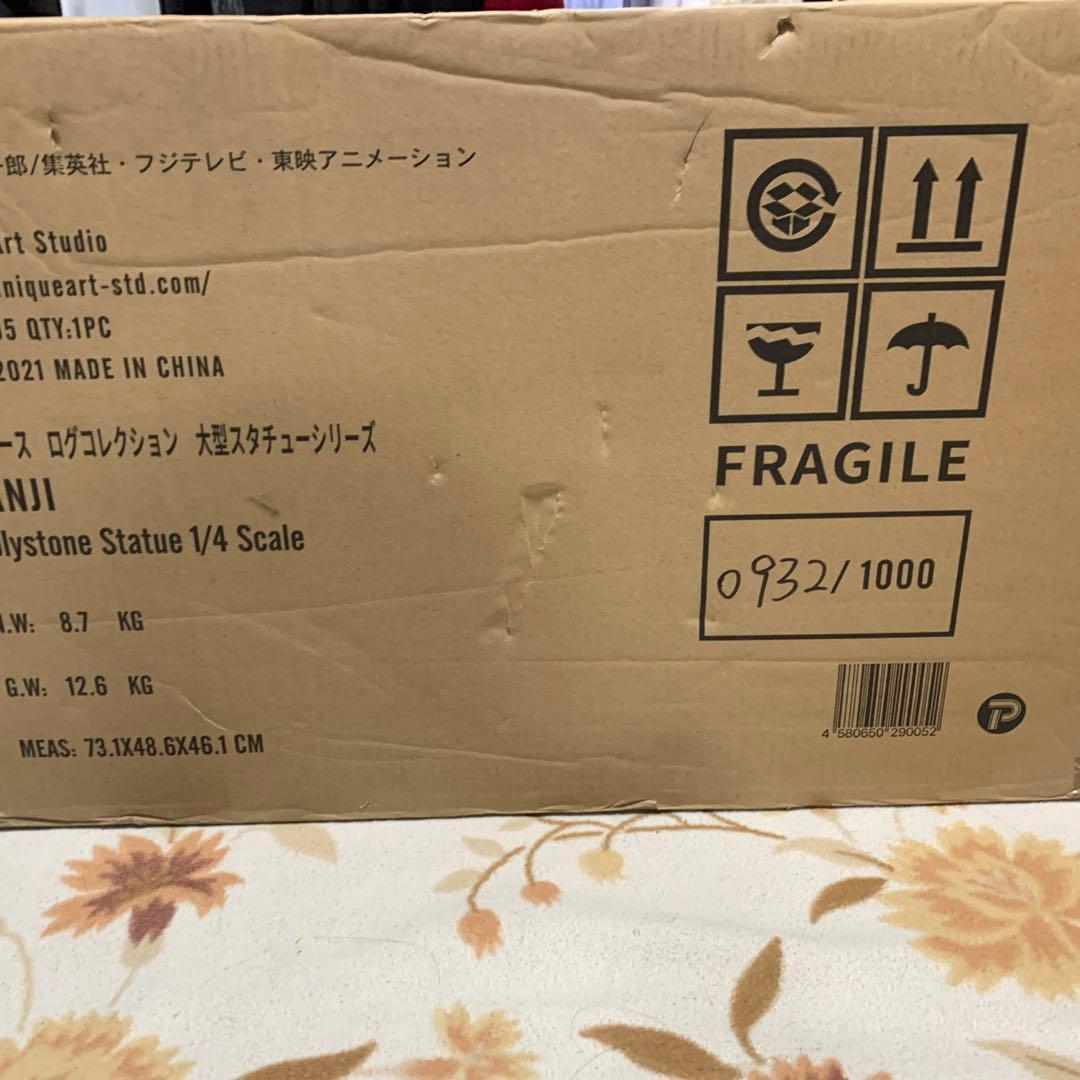 郎/集英社・フジテレビ・東映アニメーション
rt Studio
niqueart-std.com/
5 QTY:1PC
2021 MADE IN CHINA
ース ログコレクション 大型スタチューシリーズ
NJI
lystone Statue 1/4 Scale
.W: 8.7 KG
G.W: 12.6 KG
MEAS: 73.1X48.6X46.1 CM
FRAGILE
0932/1000
4 580650 290052